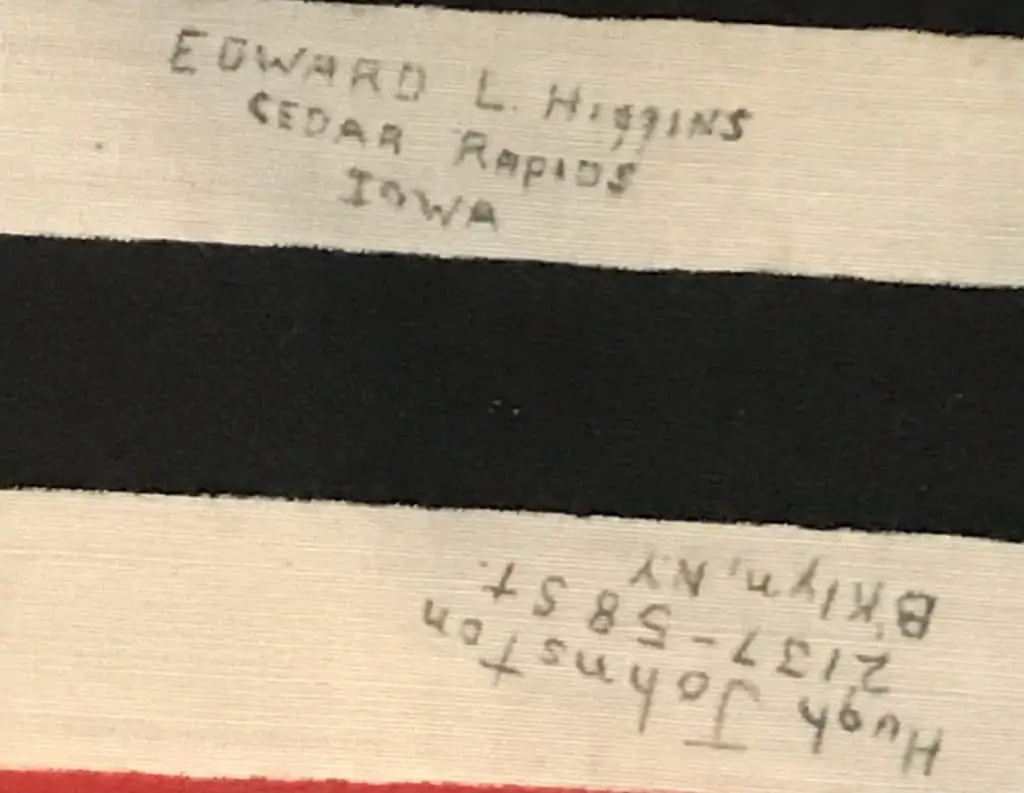 EDWARD L. HiggINS
CEDAR RApiDS
IOWA
Hugh Johnston
2137-58 St.
B'Klyn, NY